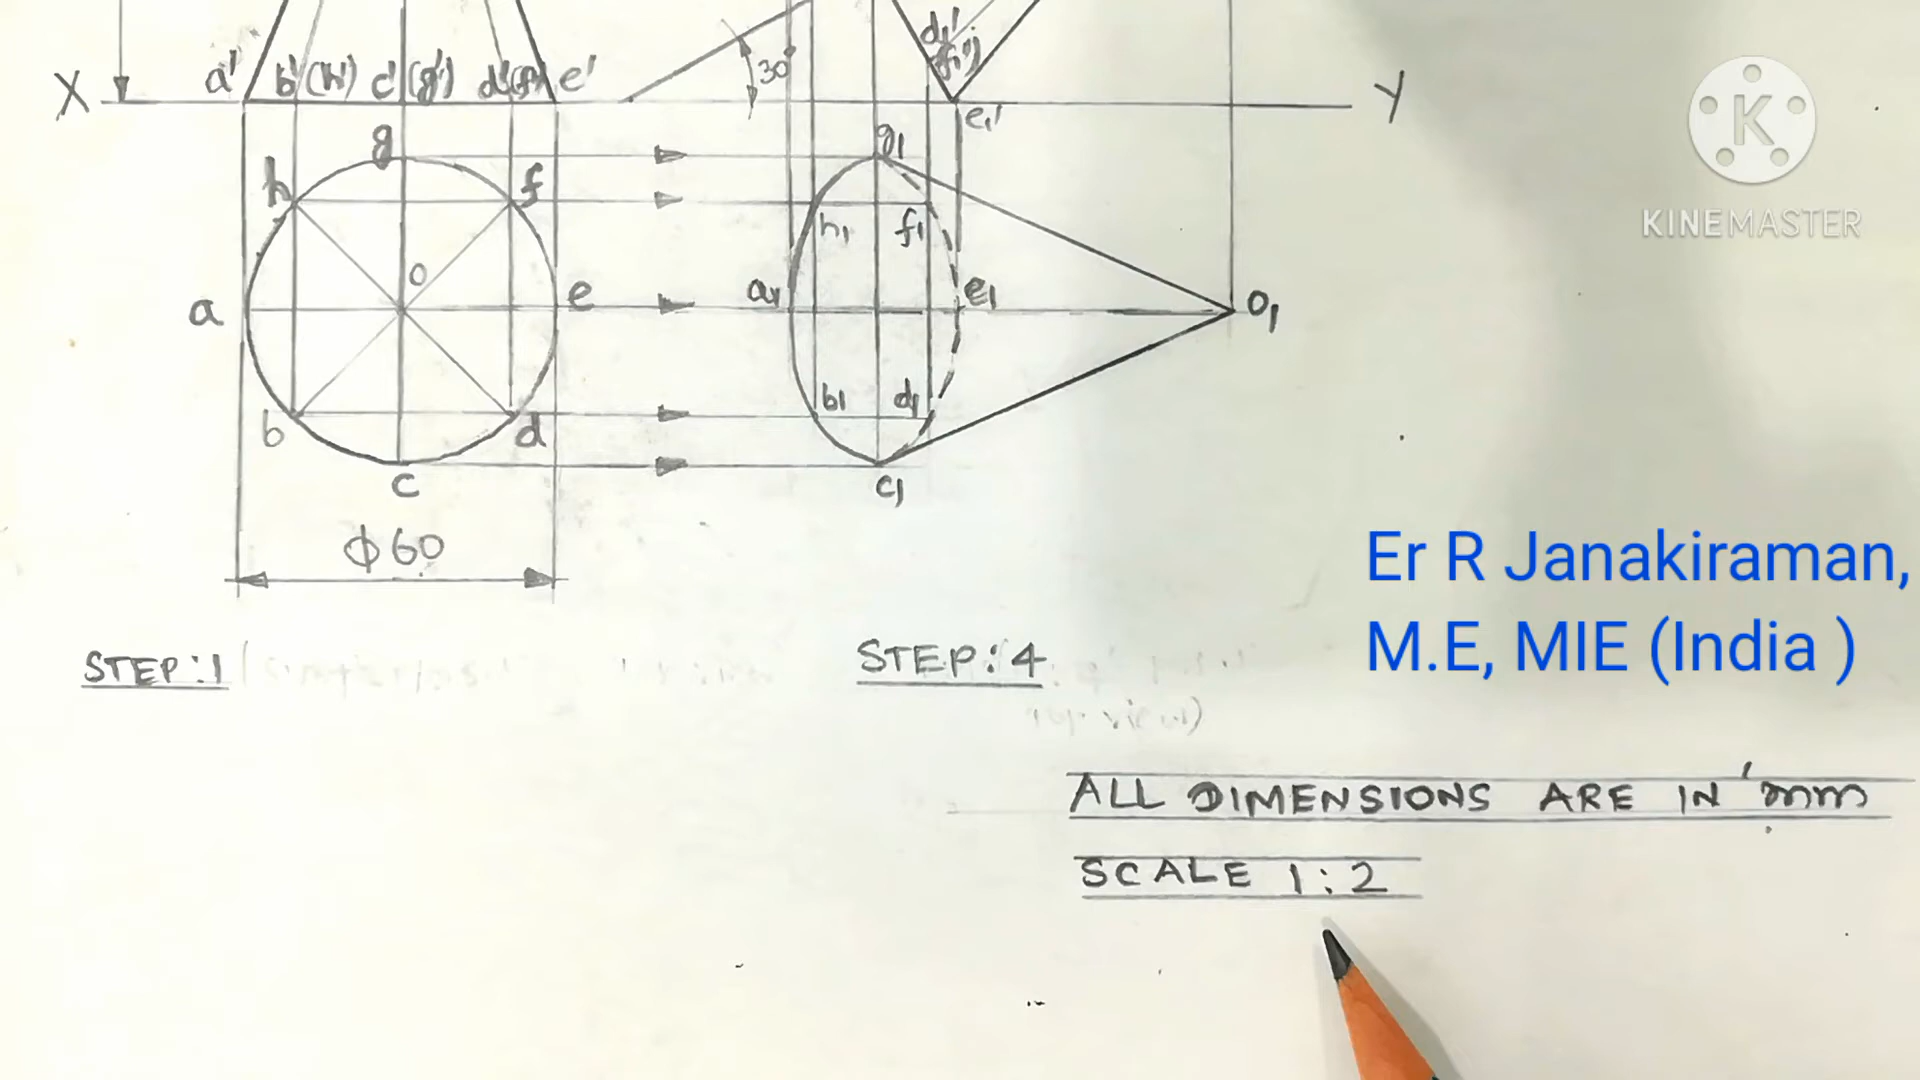 X
a' b'(h') c'(g') d'(f') e'
30°
d₁'
(f₁')
e₁'
Y
g g₁
h f
h₁ f₁
o
a e a₁ e₁ o₁
b₁ d₁
b d
c c₁
ϕ60
STEP:1
STEP:4
K
KINEMASTER
Er R Janakiraman,
M.E, MIE (India )
ALL DIMENSIONS ARE IN 'mm
SCALE 1:2